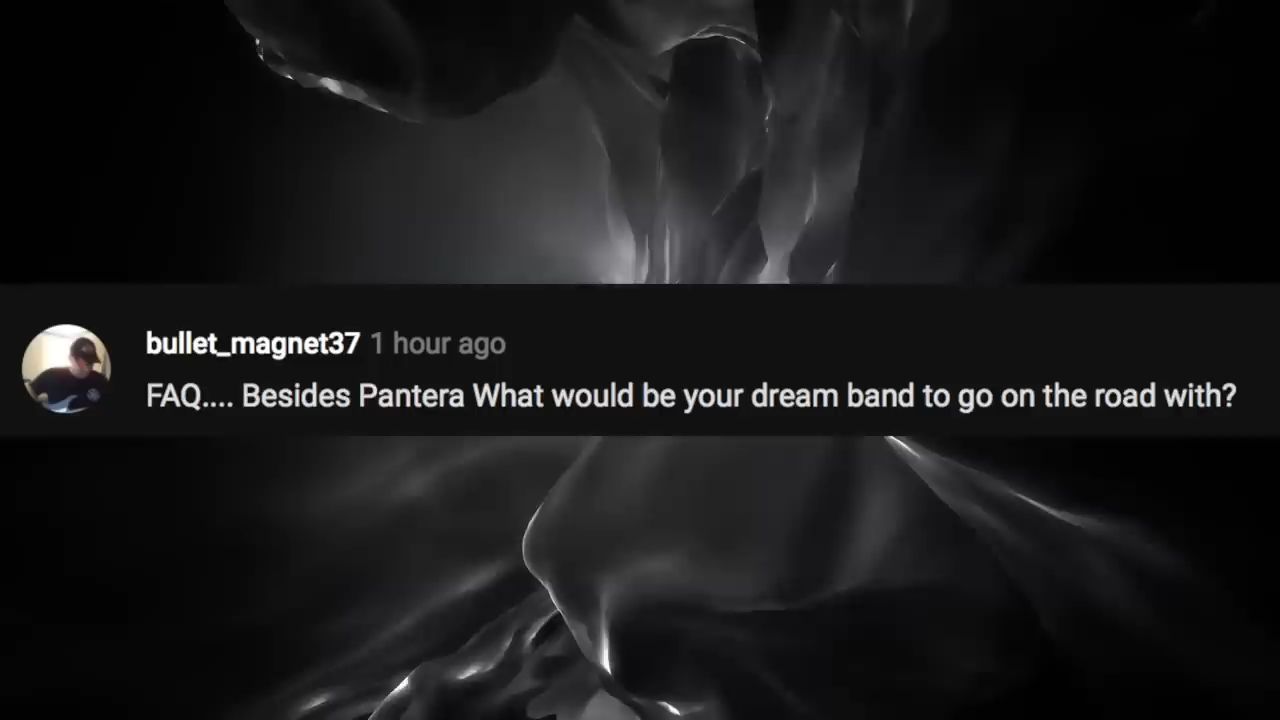 bullet_magnet37 1 hour ago
FAQ.... Besides Pantera What would be your dream band to go on the road with?